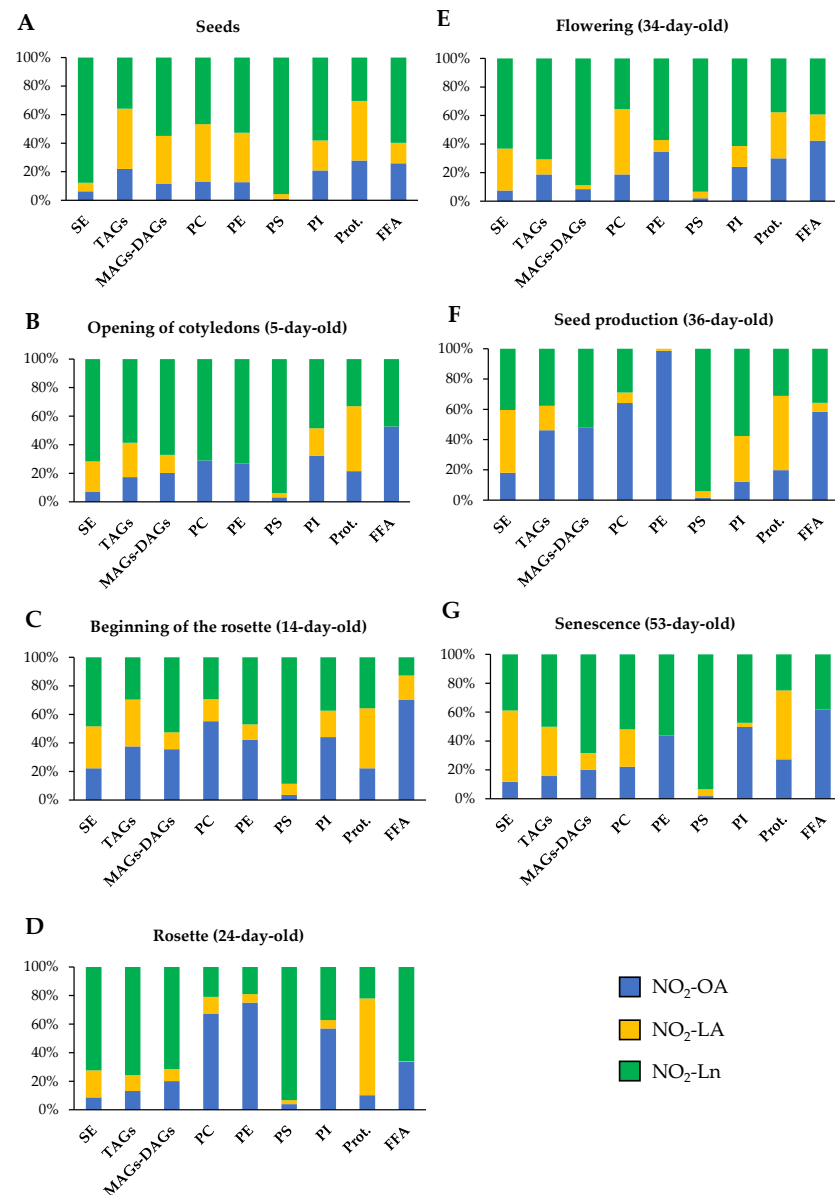 A
Seeds
100%
80%
60%
40%
20%
0%
SE
TAGs
MAGs-DAGs
PC
PE
PS
PI
Prot.
FFA
B
Opening of cotyledons (5-day-old)
100%
80%
60%
40%
20%
0%
SE
TAGs
MAGs-DAGs
PC
PE
PS
PI
Prot.
FFA
C
Beginning of the rosette (14-day-old)
100%
80%
60%
40%
20%
0%
SE
TAGs
MAGs-DAGs
PC
PE
PS
PI
Prot.
FFA
D
Rosette (24-day-old)
100%
80%
60%
40%
20%
0%
SE
TAGs
MAGs-DAGs
PC
PE
PS
PI
Prot.
FFA
E
Flowering (34-day-old)
100%
80%
60%
40%
20%
0%
SE
TAGs
MAGs-DAGs
PC
PE
PS
PI
Prot.
FFA
F
Seed production (36-day-old)
100%
80%
60%
40%
20%
0%
SE
TAGs
MAGs-DAGs
PC
PE
PS
PI
Prot.
FFA
G
Senescence (53-day-old)
100%
80%
60%
40%
20%
0%
SE
TAGs
MAGs-DAGs
PC
PE
PS
PI
Prot.
FFA
NO₂-OA
NO₂-LA
NO₂-Ln